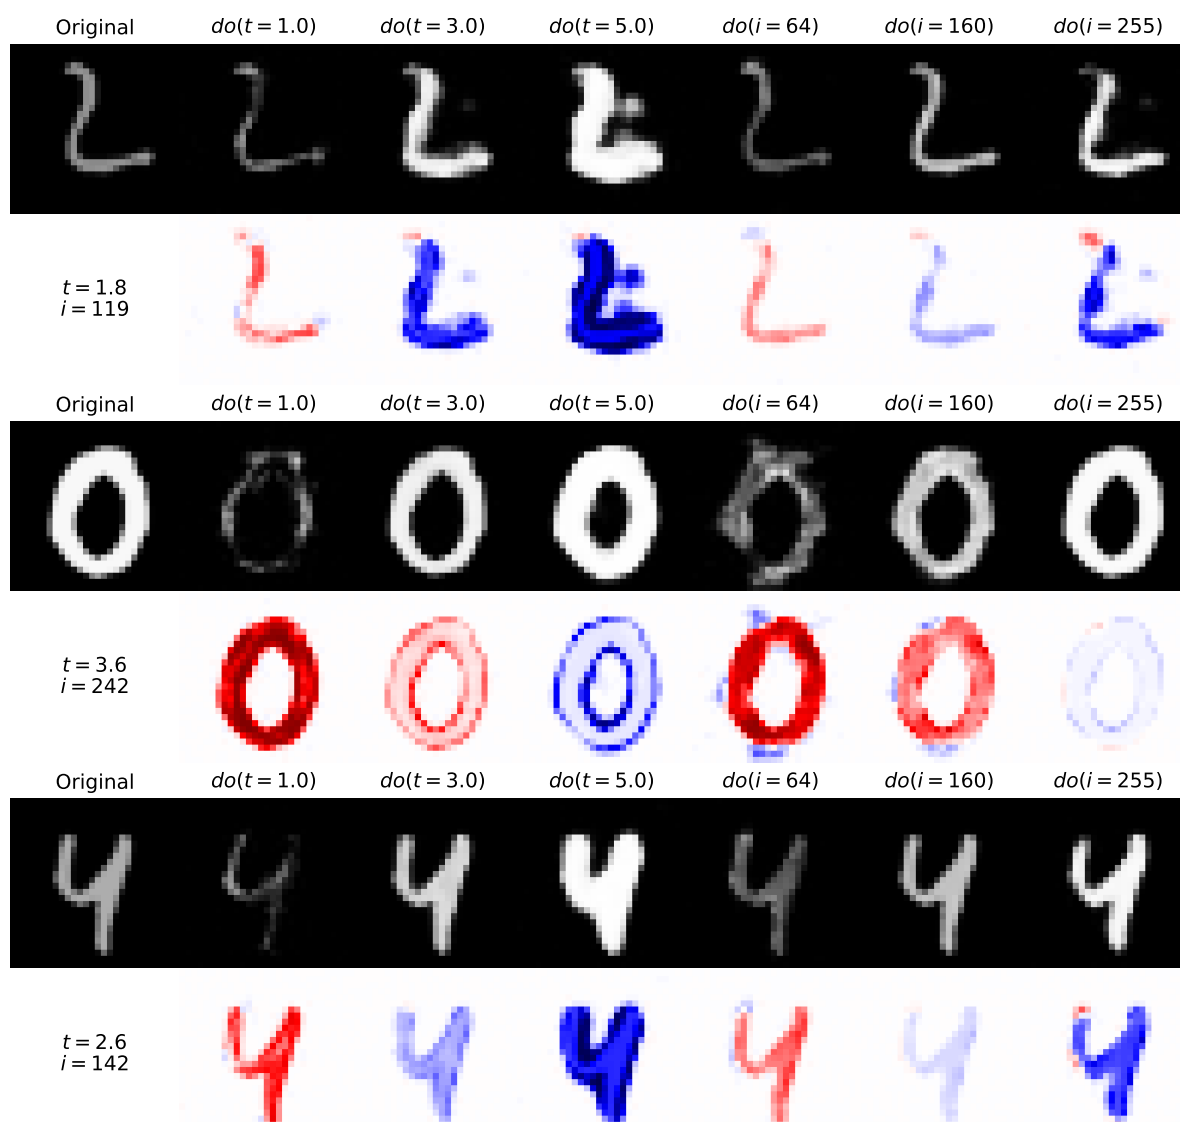 Original do(t = 1.0) do(t = 3.0) do(t = 5.0) do(i = 64) do(i = 160) do(i = 255)
t = 1.8
i = 119
Original do(t = 1.0) do(t = 3.0) do(t = 5.0) do(i = 64) do(i = 160) do(i = 255)
t = 3.6
i = 242
Original do(t = 1.0) do(t = 3.0) do(t = 5.0) do(i = 64) do(i = 160) do(i = 255)
t = 2.6
i = 142